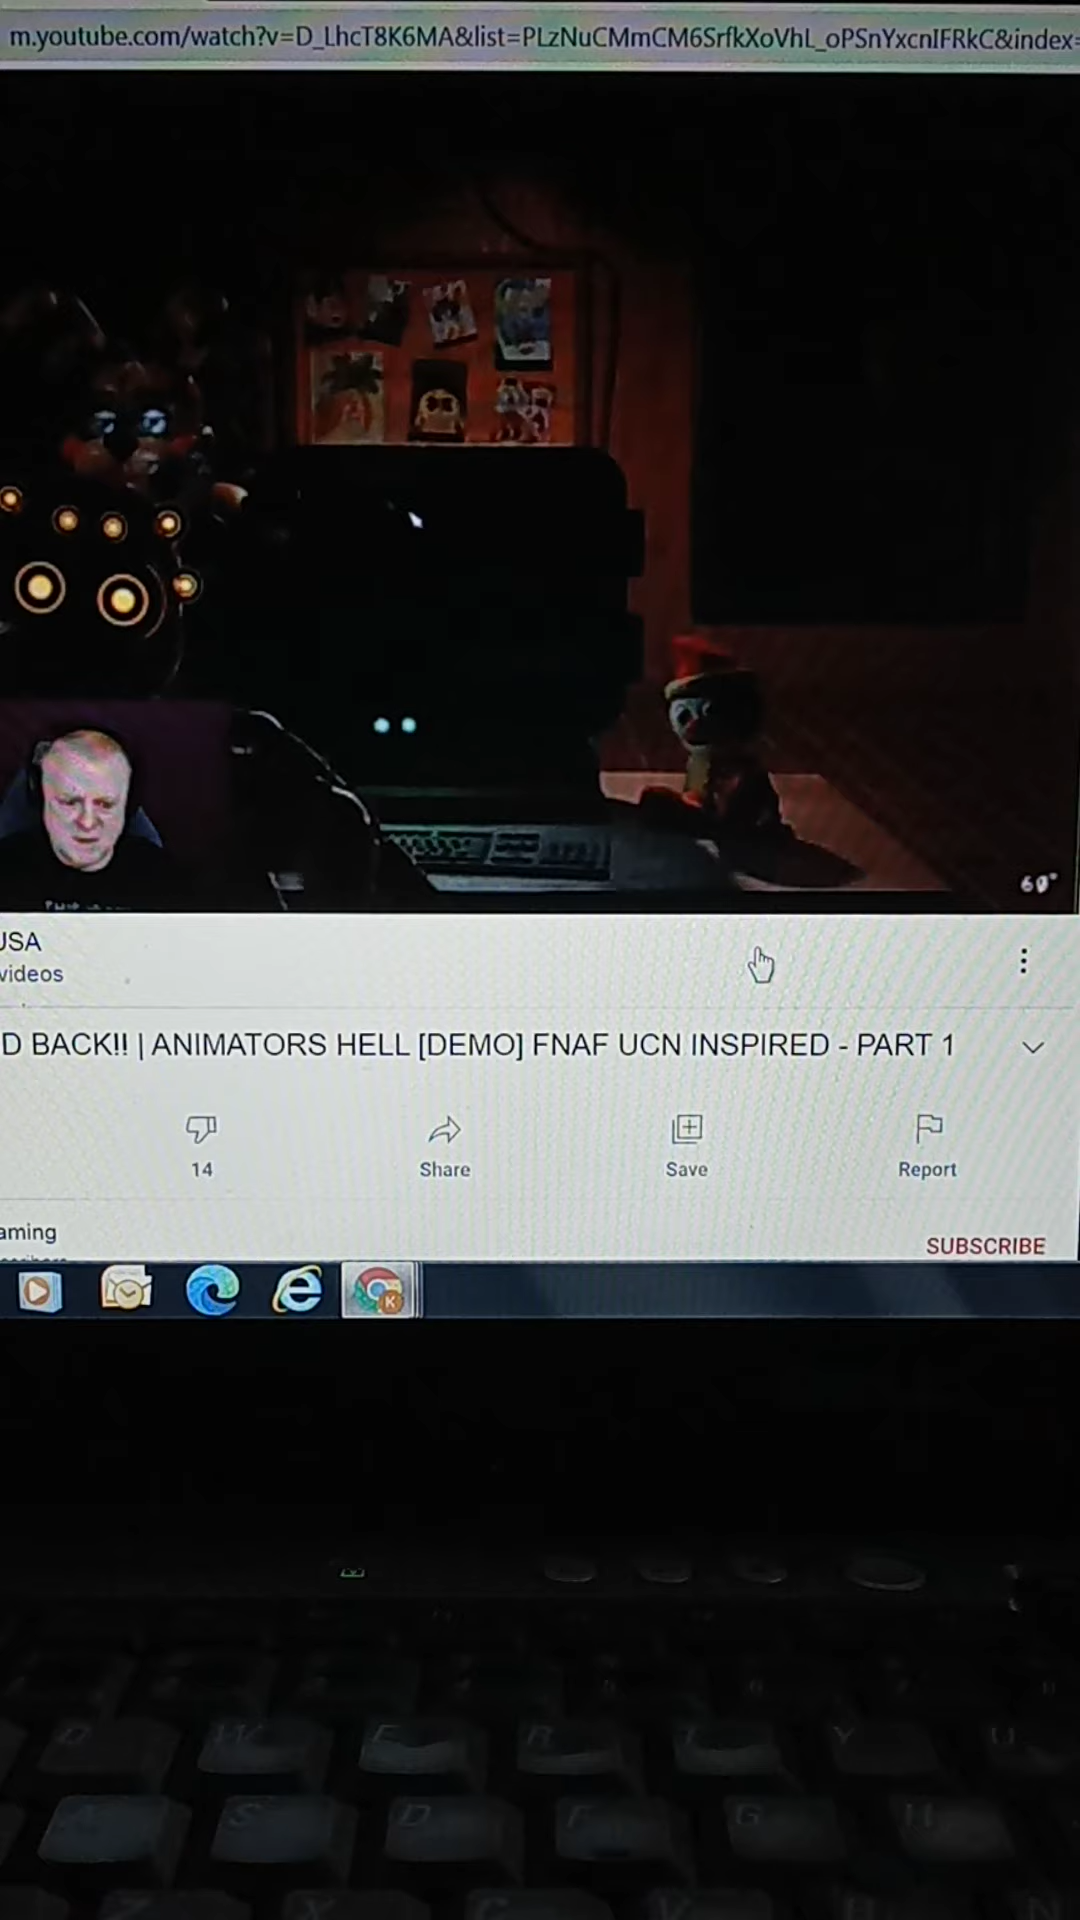 m.youtube.com/watch?v=D_LhcT8K6MA&list=PLzNuCMmCM6SrfkXoVhL_oPSnYxcnIFRkC&index=
60°
USA
videos
D BACK!! | ANIMATORS HELL [DEMO] FNAF UCN INSPIRED - PART 1
14
Share
Save
Report
aming
SUBSCRIBE
K
W E R T Y U
A S D F G H